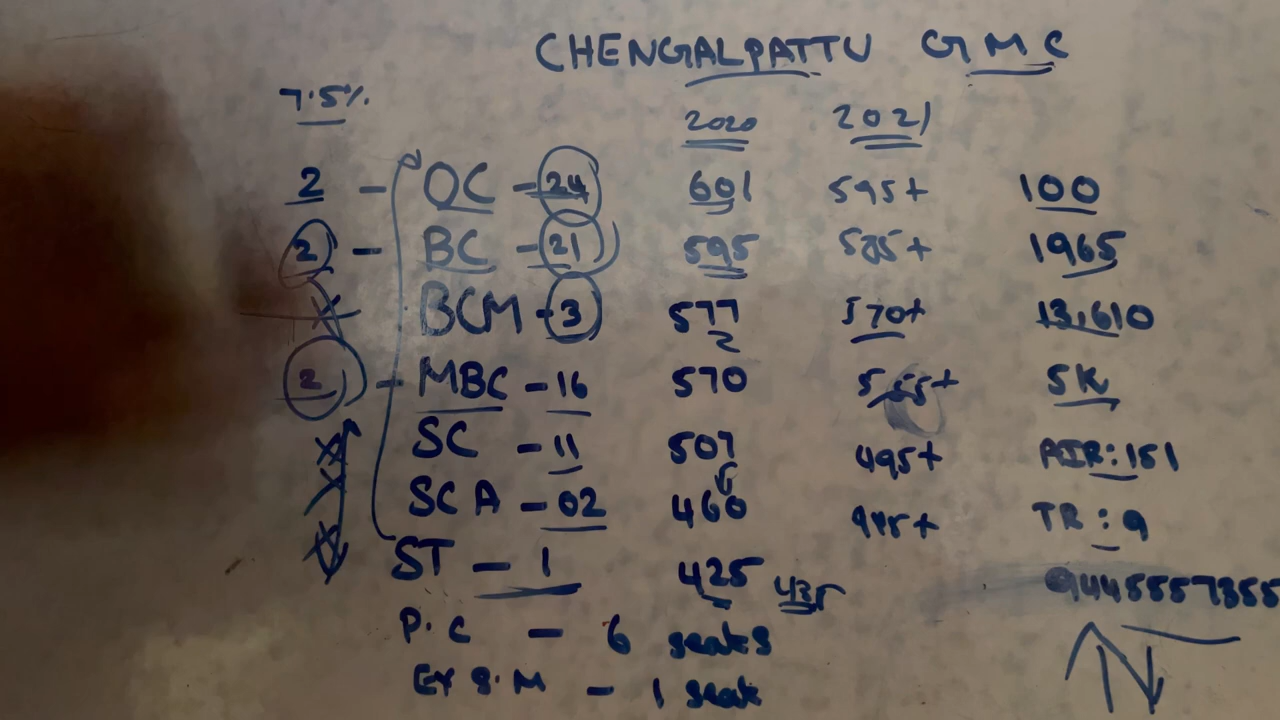 CHENGALPATTU GMC
7.5% 2020 2021
2 - OC - 24 601 595+ 100
2 - BC - 21 595 585+ 1965
X BCM - 3 577 570+ 13,610
2 - MBC - 16 570 555+ 5K
SC - 11 507 495+ AIR: 151
SCA - 02 460 445+ TR: 9
ST - 1 425 435 9445557355
P.C - 6 seats
EX S.M - 1 seat